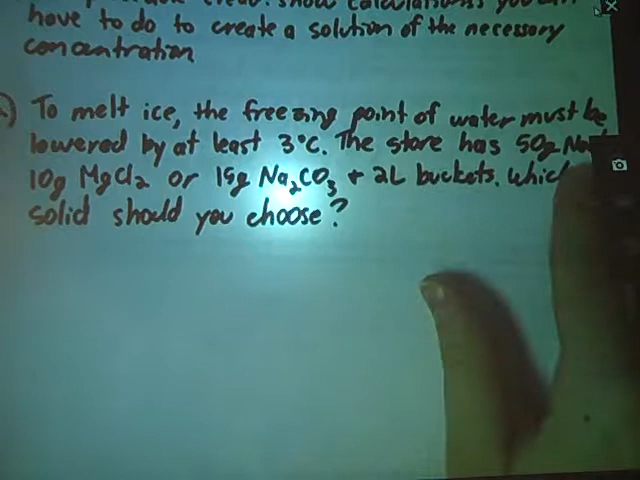 have to do to create a solution of the necessary
concentration
To melt ice, the freezing point of water must be
lowered by at least 3°C. The store has 50g
10g MgCl2 or 15g Na2CO3 + 2L buckets. Which
solid should you choose?